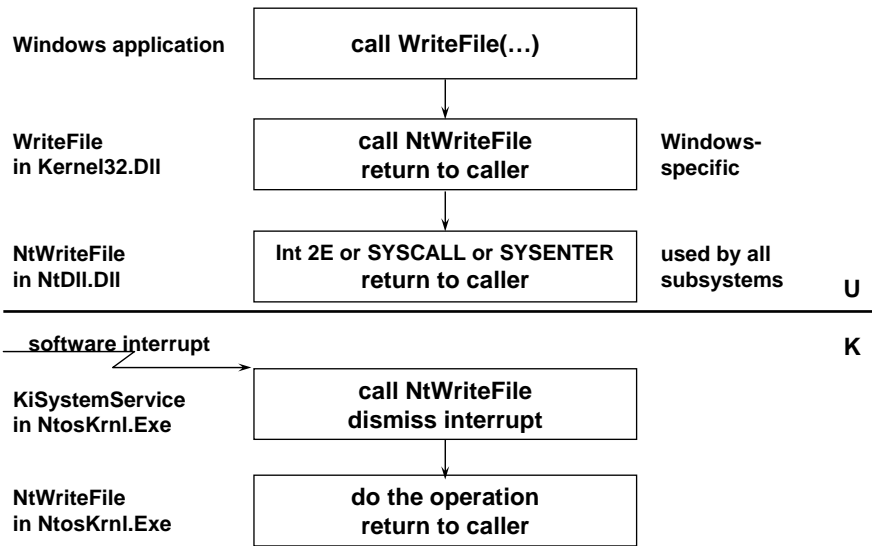 Windows application
call WriteFile(…)
WriteFile
in Kernel32.Dll
call NtWriteFile
return to caller
Windows-
specific
NtWriteFile
in NtDll.Dll
Int 2E or SYSCALL or SYSENTER
return to caller
used by all
subsystems
U
software interrupt
K
KiSystemService
in NtosKrnl.Exe
call NtWriteFile
dismiss interrupt
NtWriteFile
in NtosKrnl.Exe
do the operation
return to caller